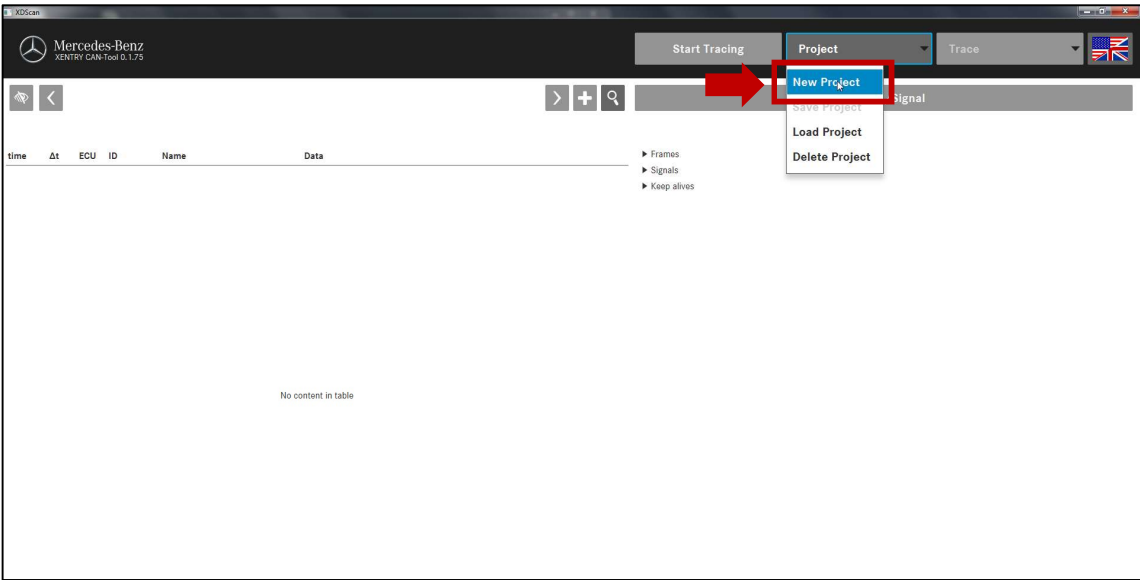 XDScan
Mercedes-Benz
XENTRY CAN-Tool 0.1.75
Start Tracing
Project
Trace
New Project
Save Project
Load Project
Delete Project
Signal
time Δt ECU ID Name Data
Frames
Signals
Keep alives
No content in table